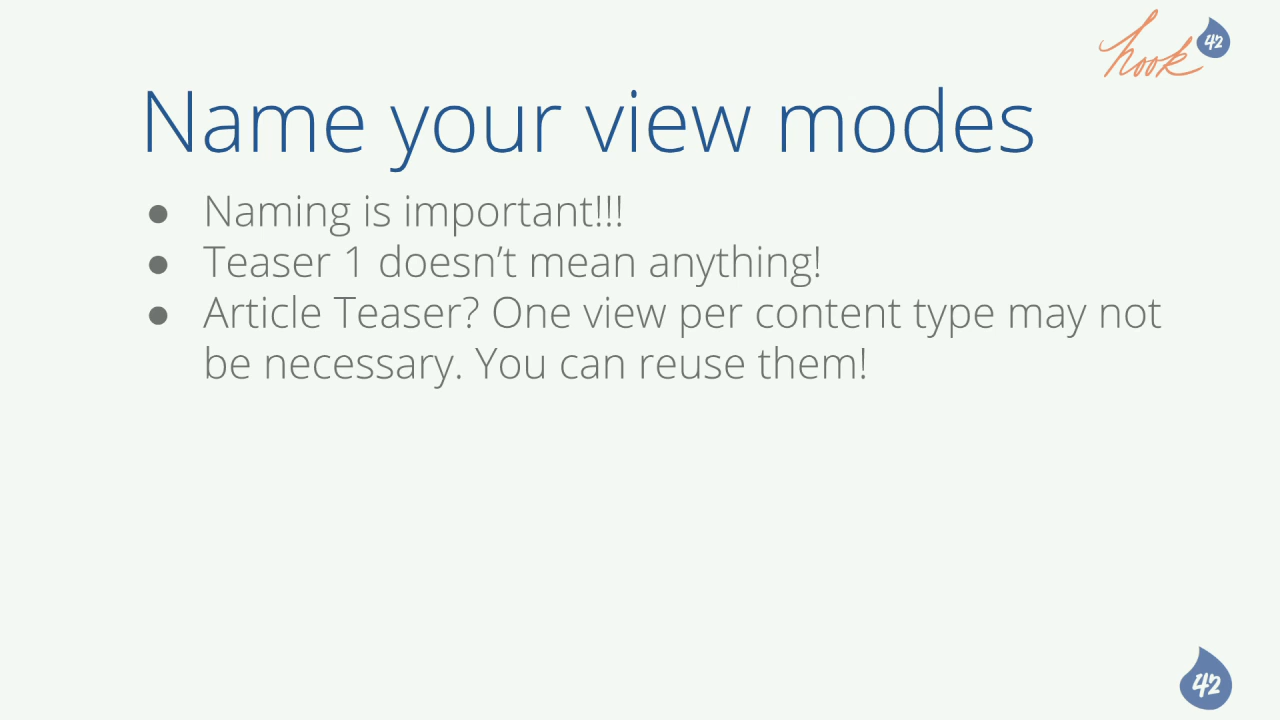 hook 42
Name your view modes
● Naming is important!!!
● Teaser 1 doesn’t mean anything!
● Article Teaser? One view per content type may not
be necessary. You can reuse them!
42